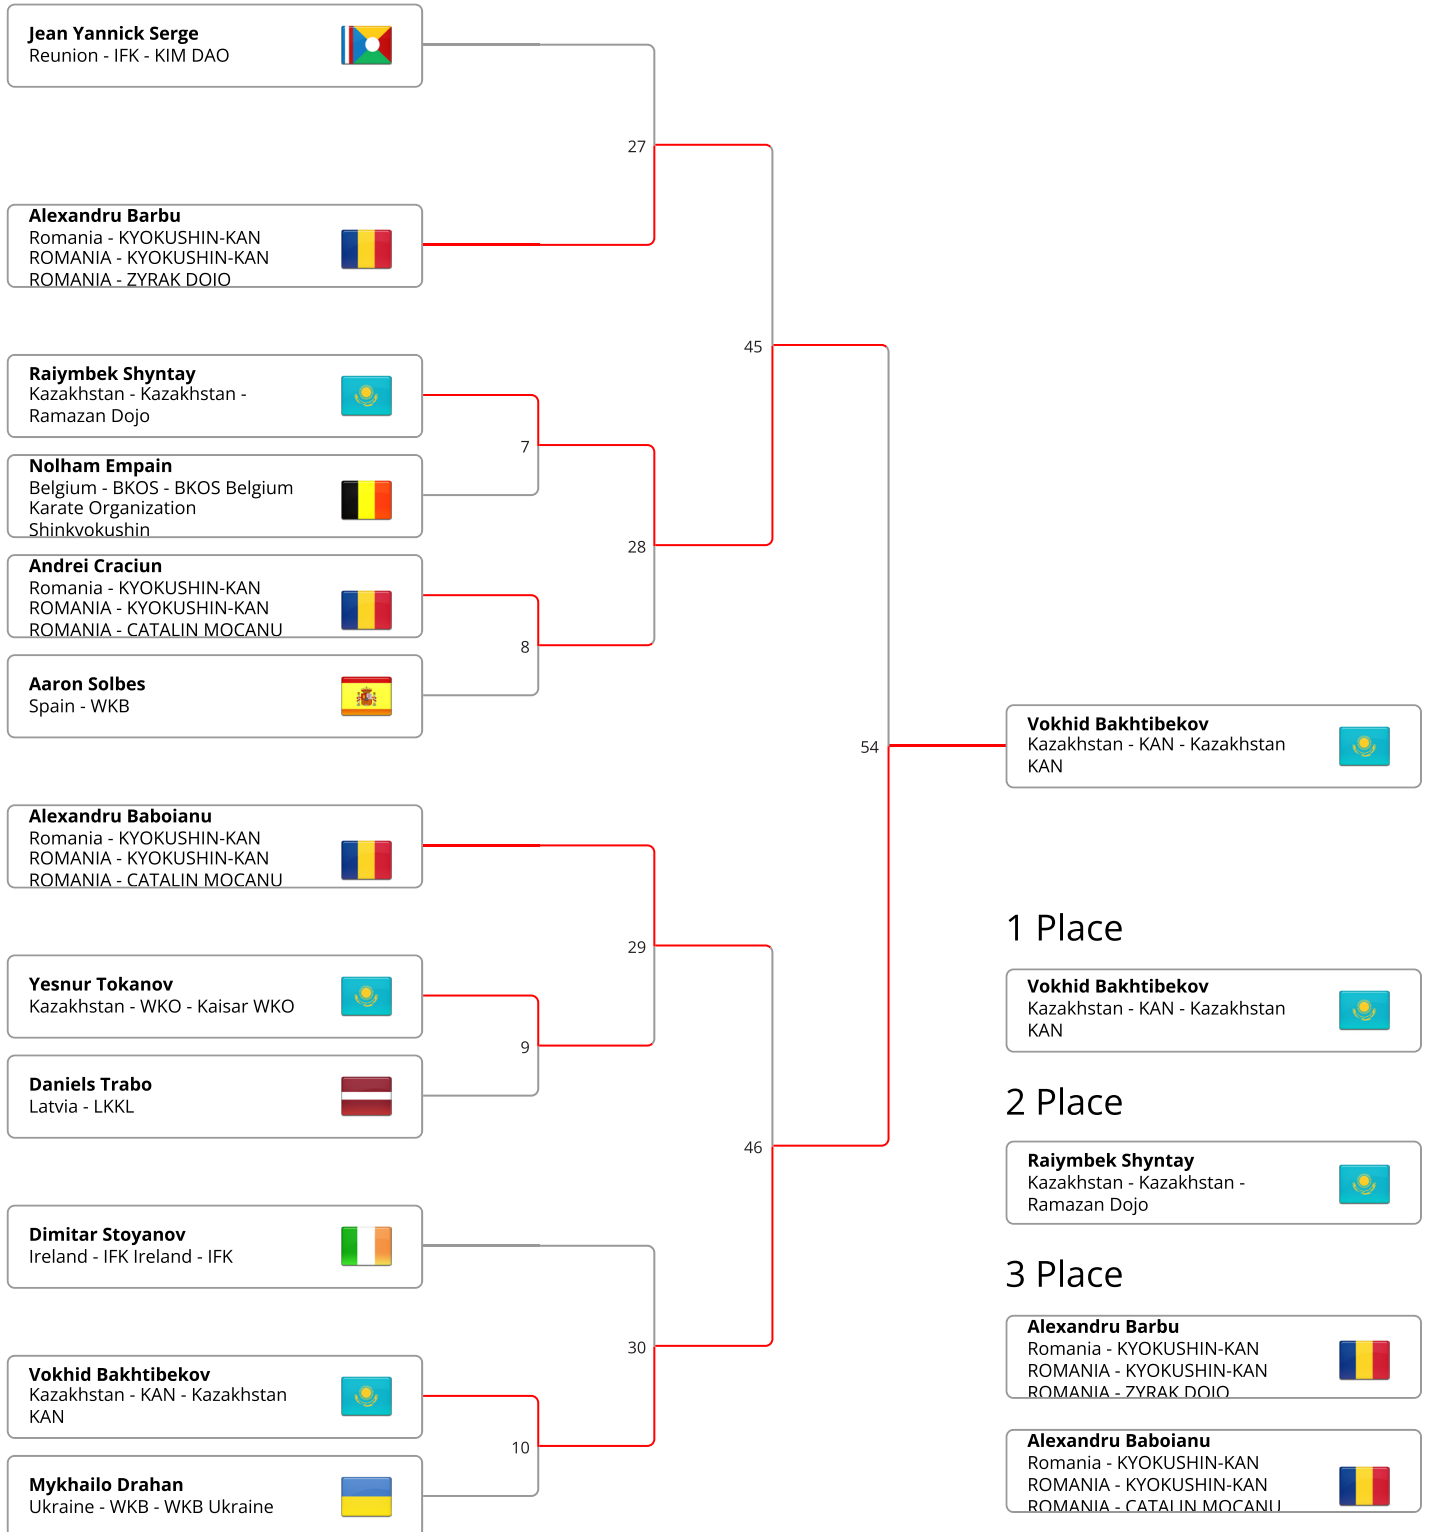 Jean Yannick Serge
Reunion - IFK - KIM DAO
27
Alexandru Barbu
Romania - KYOKUSHIN-KAN
ROMANIA - KYOKUSHIN-KAN
ROMANIA - ZYRAK DOJO
45
Raiymbek Shyntay
Kazakhstan - Kazakhstan -
Ramazan Dojo
7
Nolham Empain
Belgium - BKOS - BKOS Belgium
Karate Organization
Shinkyokushin
28
Andrei Craciun
Romania - KYOKUSHIN-KAN
ROMANIA - KYOKUSHIN-KAN
ROMANIA - CATALIN MOCANU
8
Aaron Solbes
Spain - WKB
54
Vokhid Bakhtibekov
Kazakhstan - KAN - Kazakhstan
KAN
Alexandru Baboianu
Romania - KYOKUSHIN-KAN
ROMANIA - KYOKUSHIN-KAN
ROMANIA - CATALIN MOCANU
29
Yesnur Tokanov
Kazakhstan - WKO - Kaisar WKO
9
Daniels Trabo
Latvia - LKKL
46
Dimitar Stoyanov
Ireland - IFK Ireland - IFK
30
Vokhid Bakhtibekov
Kazakhstan - KAN - Kazakhstan
KAN
10
Mykhailo Drahan
Ukraine - WKB - WKB Ukraine
1 Place
Vokhid Bakhtibekov
Kazakhstan - KAN - Kazakhstan
KAN
2 Place
Raiymbek Shyntay
Kazakhstan - Kazakhstan -
Ramazan Dojo
3 Place
Alexandru Barbu
Romania - KYOKUSHIN-KAN
ROMANIA - KYOKUSHIN-KAN
ROMANIA - ZYRAK DOJO
Alexandru Baboianu
Romania - KYOKUSHIN-KAN
ROMANIA - KYOKUSHIN-KAN
ROMANIA - CATALIN MOCANU